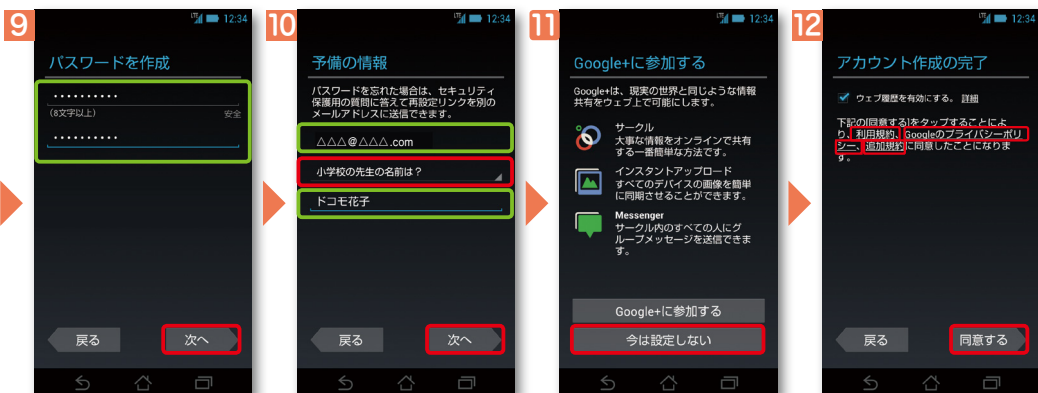 9
LTE 12:34
パスワードを作成
・・・・・・・・・・
(8文字以上) 安全
・・・・・・・・・・
戻る 次へ
10
LTE 12:34
予備の情報
パスワードを忘れた場合は、セキュリティ
保護用の質問に答えて再設定リンクを別の
メールアドレスに送信できます。
△△△@△△△.com
小学校の先生の名前は？
ドコモ花子
戻る 次へ
11
LTE 12:34
Google+に参加する
Google+は、現実の世界と同じような情報
共有をウェブ上で可能にします。
サークル
大事な情報をオンラインで共有
する一番簡単な方法です。
インスタントアップロード
すべてのデバイスの画像を簡単
に同期させることができます。
Messenger
サークル内のすべての人にグ
ループメッセージを送信できま
す。
Google+に参加する
今は設定しない
12
LTE 12:34
アカウント作成の完了
ウェブ履歴を有効にする。 詳細
下記の[同意する]をタップすることによ
り、利用規約、Googleのプライバシーポリ
シー、追加規約に同意したことになりま
す。
戻る 同意する